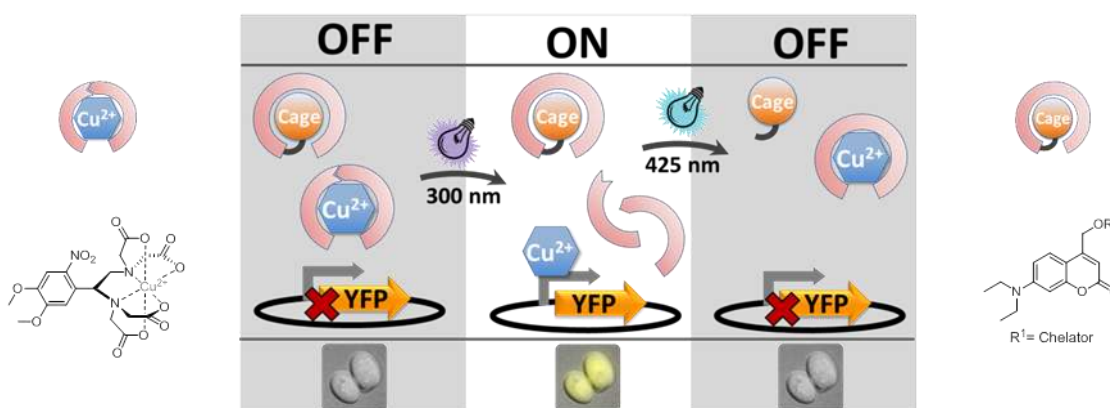 OFF
ON
OFF
Cu²⁺
Cage
Cu²⁺
300 nm
YFP
Cage
425 nm
Cu²⁺
YFP
Cage
Cu²⁺
YFP
Cage
O
O
O
O
NO₂
N
O
O
N
O
O
O
O
OR
N
O
O
R¹= Chelator